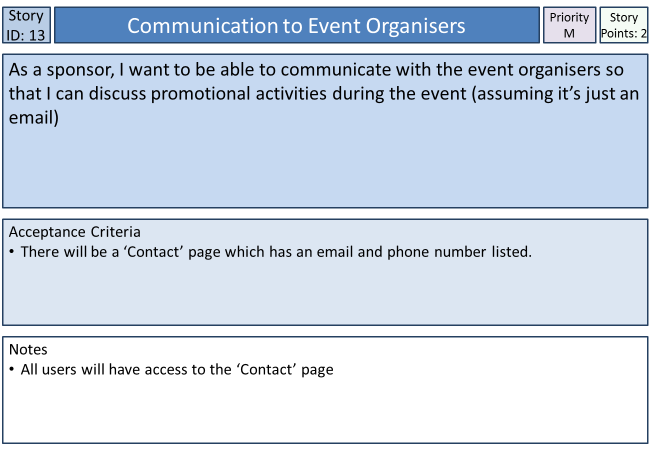 Story
ID: 13
Communication to Event Organisers
Priority
M
Story
Points: 2
As a sponsor, I want to be able to communicate with the event organisers so
that I can discuss promotional activities during the event (assuming it’s just an
email)
Acceptance Criteria
• There will be a ‘Contact’ page which has an email and phone number listed.
Notes
• All users will have access to the ‘Contact’ page